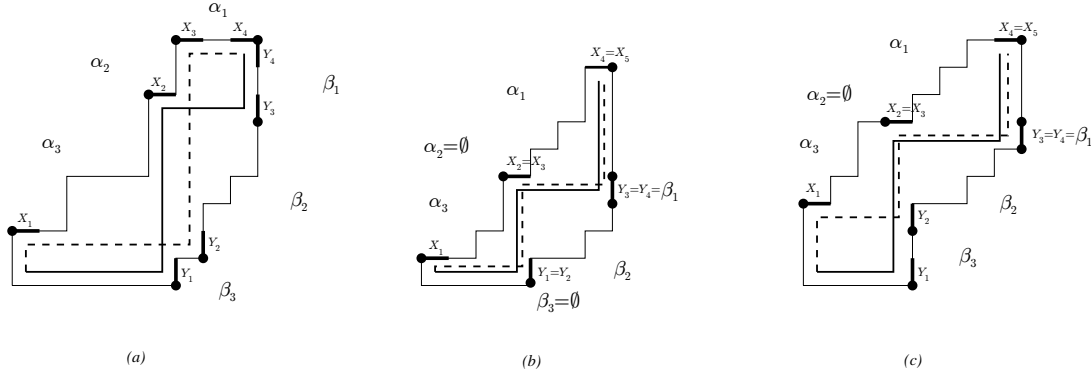 α₁
X₃ X₄
Y₄
α₂
X₂
β₁
Y₃
α₃
β₂
X₁
Y₂
Y₁
β₃
(a)
X₄=X₅
α₁
α₂=∅
X₂=X₃
Y₃=Y₄=β₁
α₃
X₁
Y₁=Y₂
β₂
β₃=∅
(b)
X₄=X₅
α₁
α₂=∅
X₂=X₃
Y₃=Y₄=β₁
α₃
X₁
β₂
Y₂
β₃
Y₁
(c)